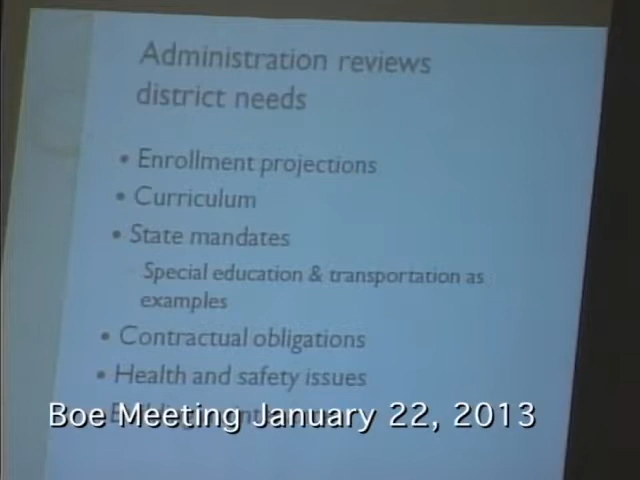 Administration reviews
district needs
• Enrollment projections
• Curriculum
• State mandates
Special education & transportation as
examples
• Contractual obligations
• Health and safety issues
Boe Meeting January 22, 2013